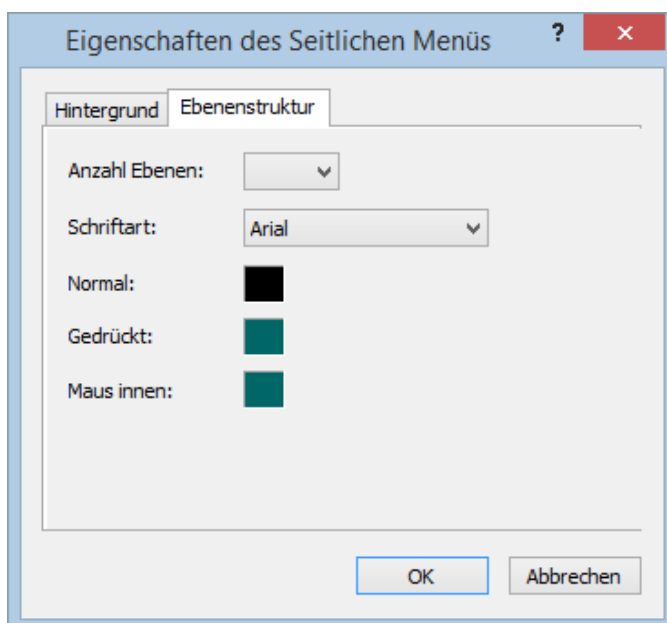 Eigenschaften des Seitlichen Menüs ?
Hintergrund Ebenenstruktur
Anzahl Ebenen:
Schriftart: Arial
Normal:
Gedrückt:
Maus innen:
OK Abbrechen